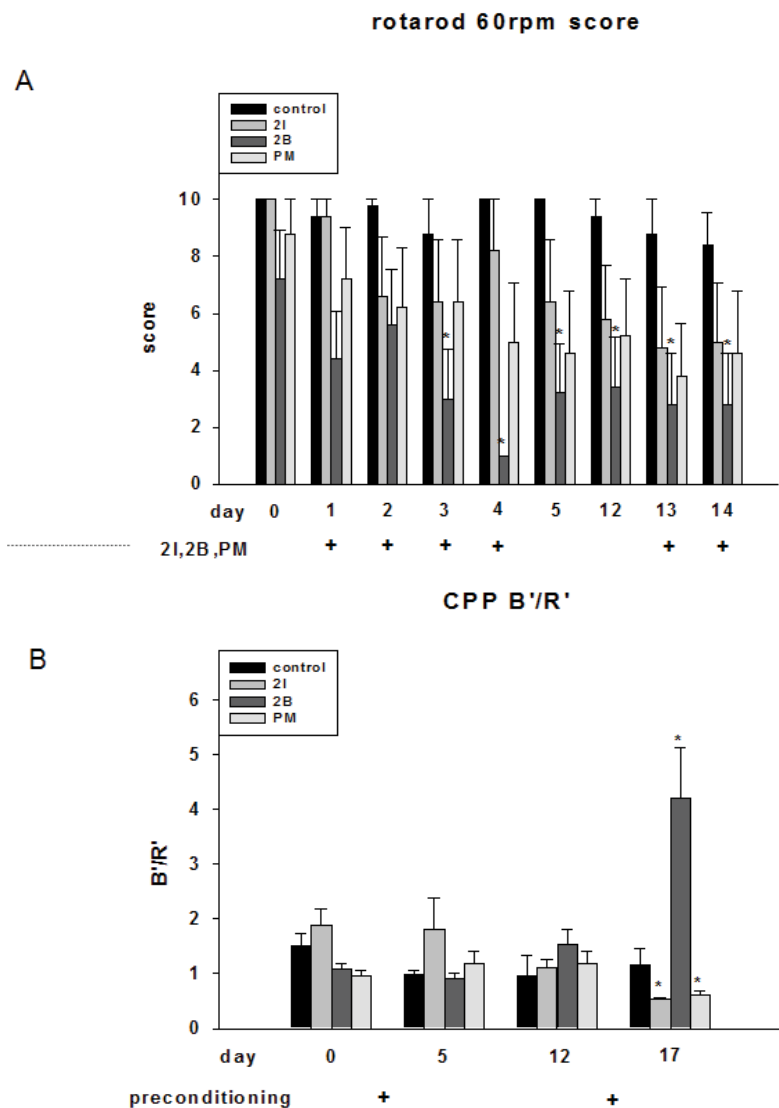 rotarod 60rpm score
A
control
2I
2B
PM
10
8
6
4
2
0
score
* * * * * *
day 0 1 2 3 4 5 12 13 14
2I,2B,PM + + + + + +
CPP B'/R'
B
control
2I
2B
PM
6
5
4
3
2
1
0
B'/R'
* * *
day 0 5 12 17
preconditioning + +